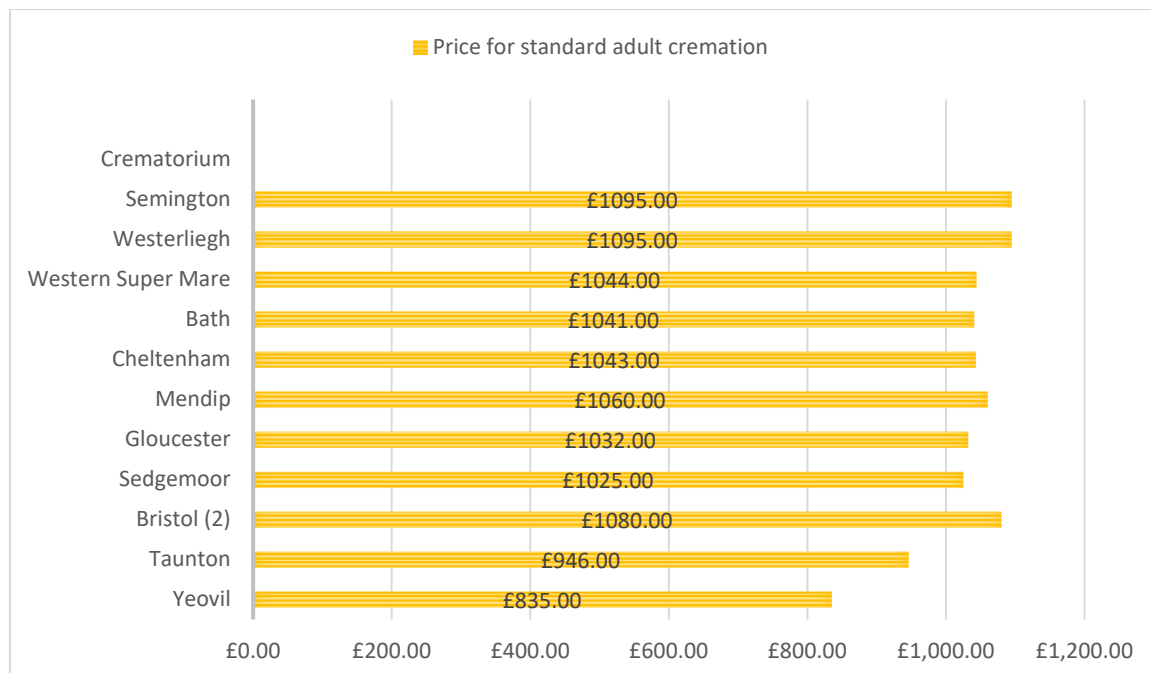 Price for standard adult cremation
Crematorium
Semington £1095.00
Westerliegh £1095.00
Western Super Mare £1044.00
Bath £1041.00
Cheltenham £1043.00
Mendip £1060.00
Gloucester £1032.00
Sedgemoor £1025.00
Bristol (2) £1080.00
Taunton £946.00
Yeovil £835.00
£0.00 £200.00 £400.00 £600.00 £800.00 £1,000.00 £1,200.00